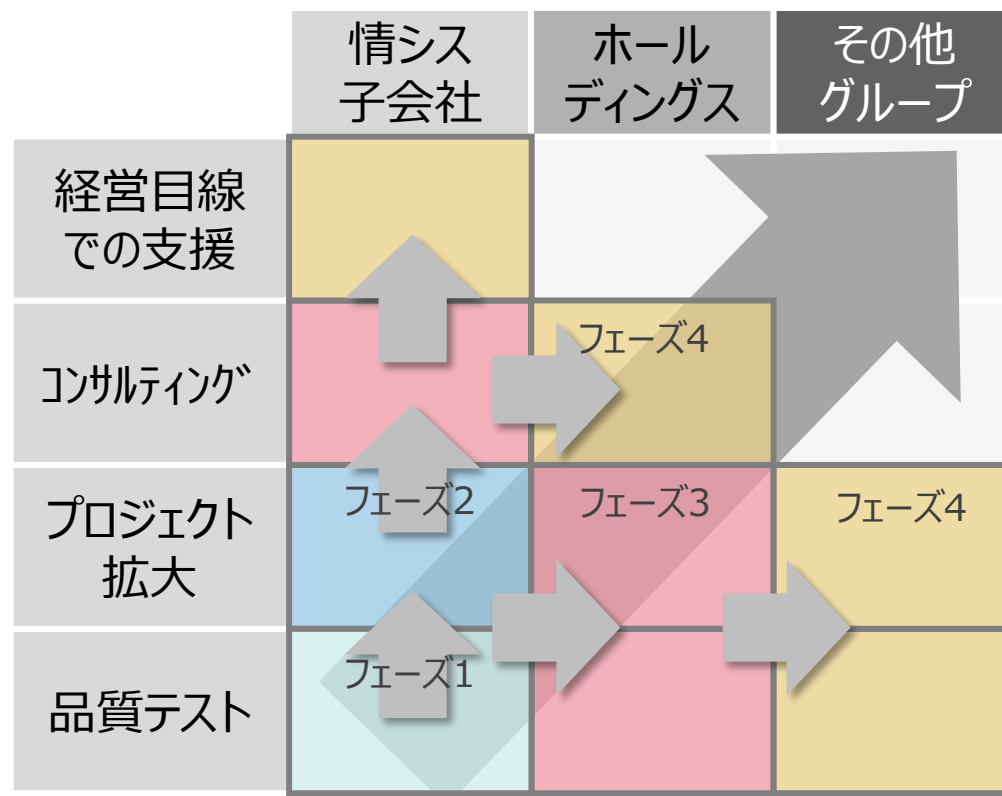 情シス
子会社
ホール
ディングス
その他
グループ
経営目線
での支援
コンサルティング
フェーズ4
プロジェクト
拡大
フェーズ2
フェーズ3
フェーズ4
品質テスト
フェーズ1